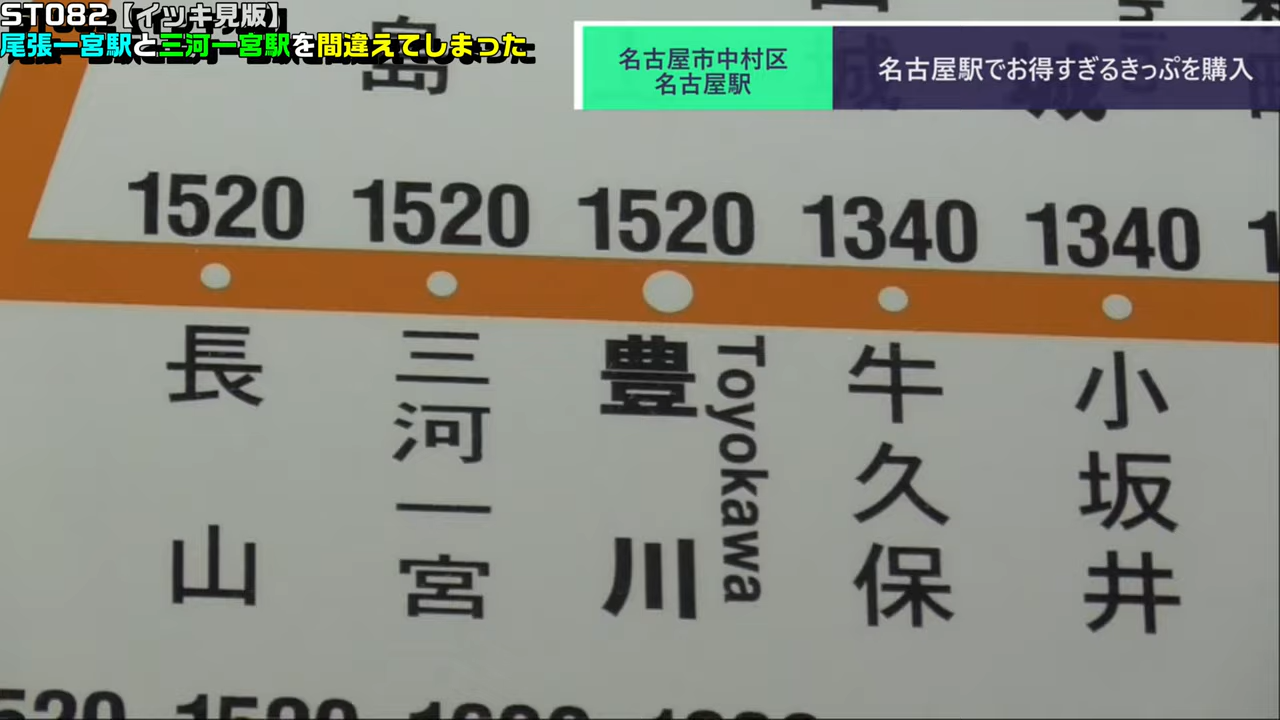 ST082【イッキ見版】
尾張一宮駅と三河一宮駅を間違えてしまった
名古屋市中村区
名古屋駅
名古屋駅でお得すぎるきっぷを購入
島
城
1520 1520 1520 1340 1340
長山
三河一宮
豊川
Toyokawa
牛久保
小坂井
1520